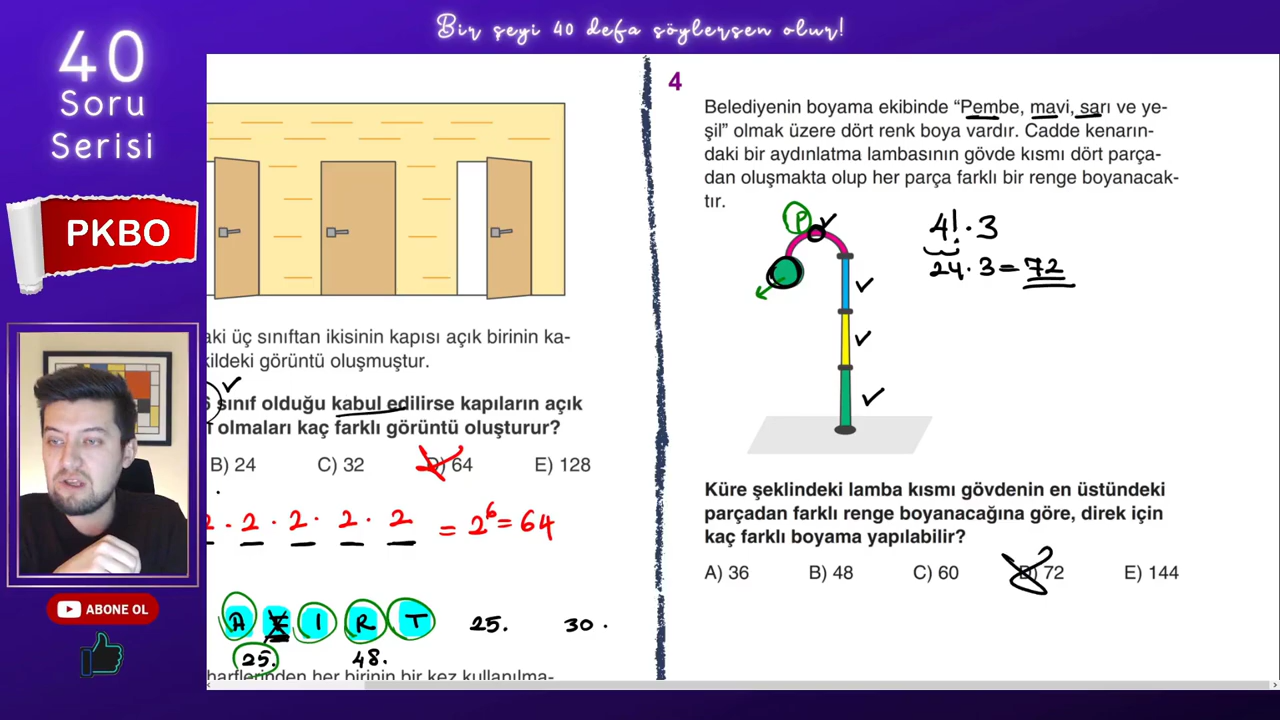 Bir şeyi 40 defa söylersen olur!
40
Soru
Serisi
PKBO
ABONE OL
aki üç sınıftan ikisinin kapısı açık birinin ka-
kildeki görüntü oluşmuştur.
6 sınıf olduğu kabul edilirse kapıların açık
f olmaları kaç farklı görüntü oluşturur?
B) 24 C) 32 D) 64 E) 128
2 . 2 . 2 . 2 . 2 = 2⁶ = 64
A I R T 25. 30.
25. 48.
harflerinden her birinin bir kez kullanılma-
4
Belediyenin boyama ekibinde “Pembe, mavi, sarı ve ye-
şil” olmak üzere dört renk boya vardır. Cadde kenarın-
daki bir aydınlatma lambasının gövde kısmı dört parça-
dan oluşmakta olup her parça farklı bir renge boyanacak-
tır.
P
4! . 3
24 . 3 = 72
Küre şeklindeki lamba kısmı gövdenin en üstündeki
parçadan farklı renge boyanacağına göre, direk için
kaç farklı boyama yapılabilir?
A) 36 B) 48 C) 60 D) 72 E) 144